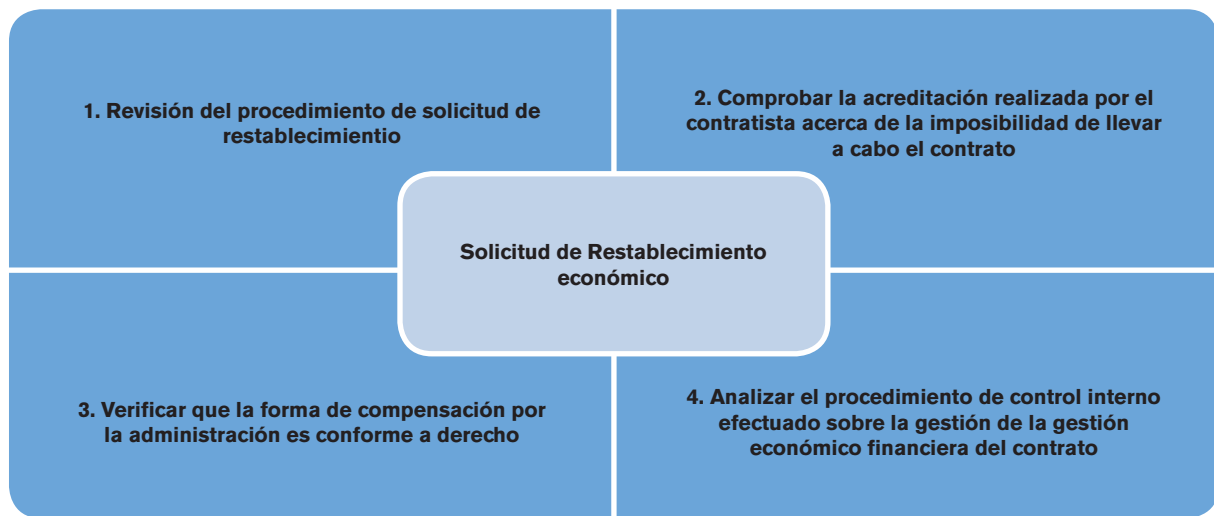 1. Revisión del procedimiento de solicitud de
restablecimientio
2. Comprobar la acreditación realizada por el
contratista acerca de la imposibilidad de llevar
a cabo el contrato
Solicitud de Restablecimiento
económico
3. Verificar que la forma de compensación por
la administración es conforme a derecho
4. Analizar el procedimiento de control interno
efectuado sobre la gestión de la gestión
económico financiera del contrato